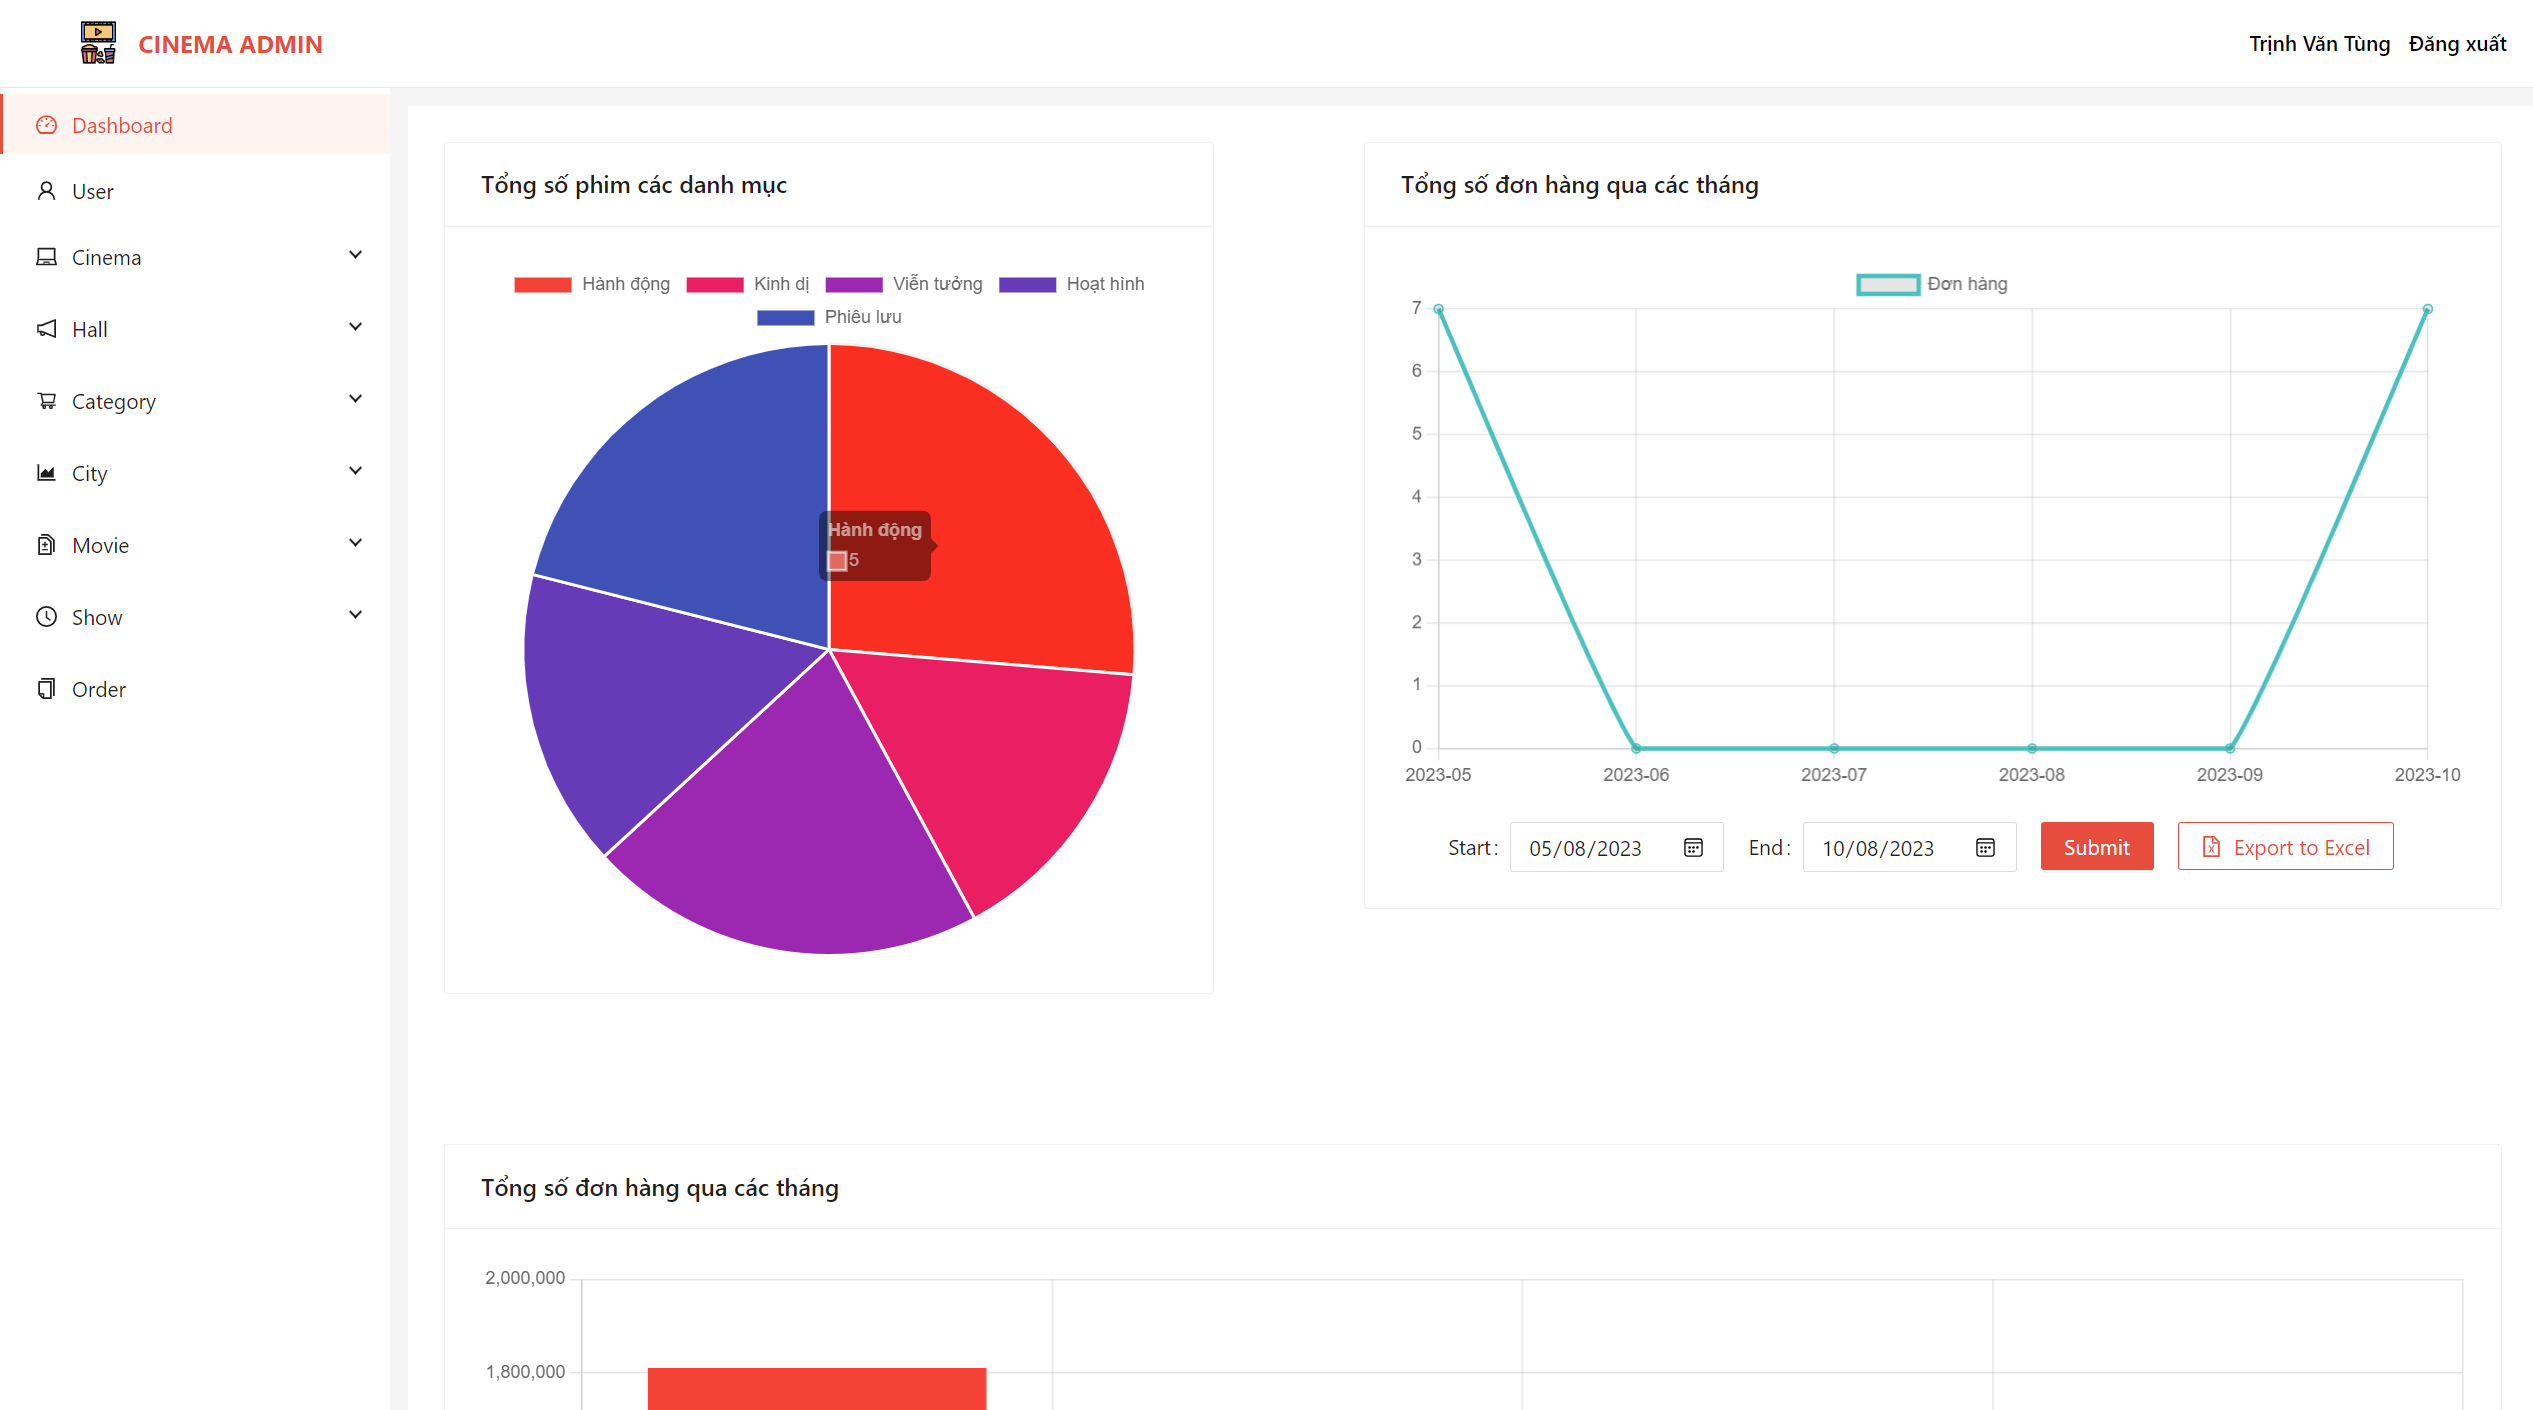 CINEMA ADMIN
Trịnh Văn Tùng Đăng xuất
Dashboard
User
Cinema
Hall
Category
City
Movie
Show
Order
Tổng số phim các danh mục
Hành động Kinh dị Viễn tưởng Hoạt hình
Phiêu lưu
Hành động
5
Tổng số đơn hàng qua các tháng
Đơn hàng
7
6
5
4
3
2
1
0
2023-05 2023-06 2023-07 2023-08 2023-09 2023-10
Start: 05/08/2023 End: 10/08/2023 Submit Export to Excel
Tổng số đơn hàng qua các tháng
2,000,000
1,800,000